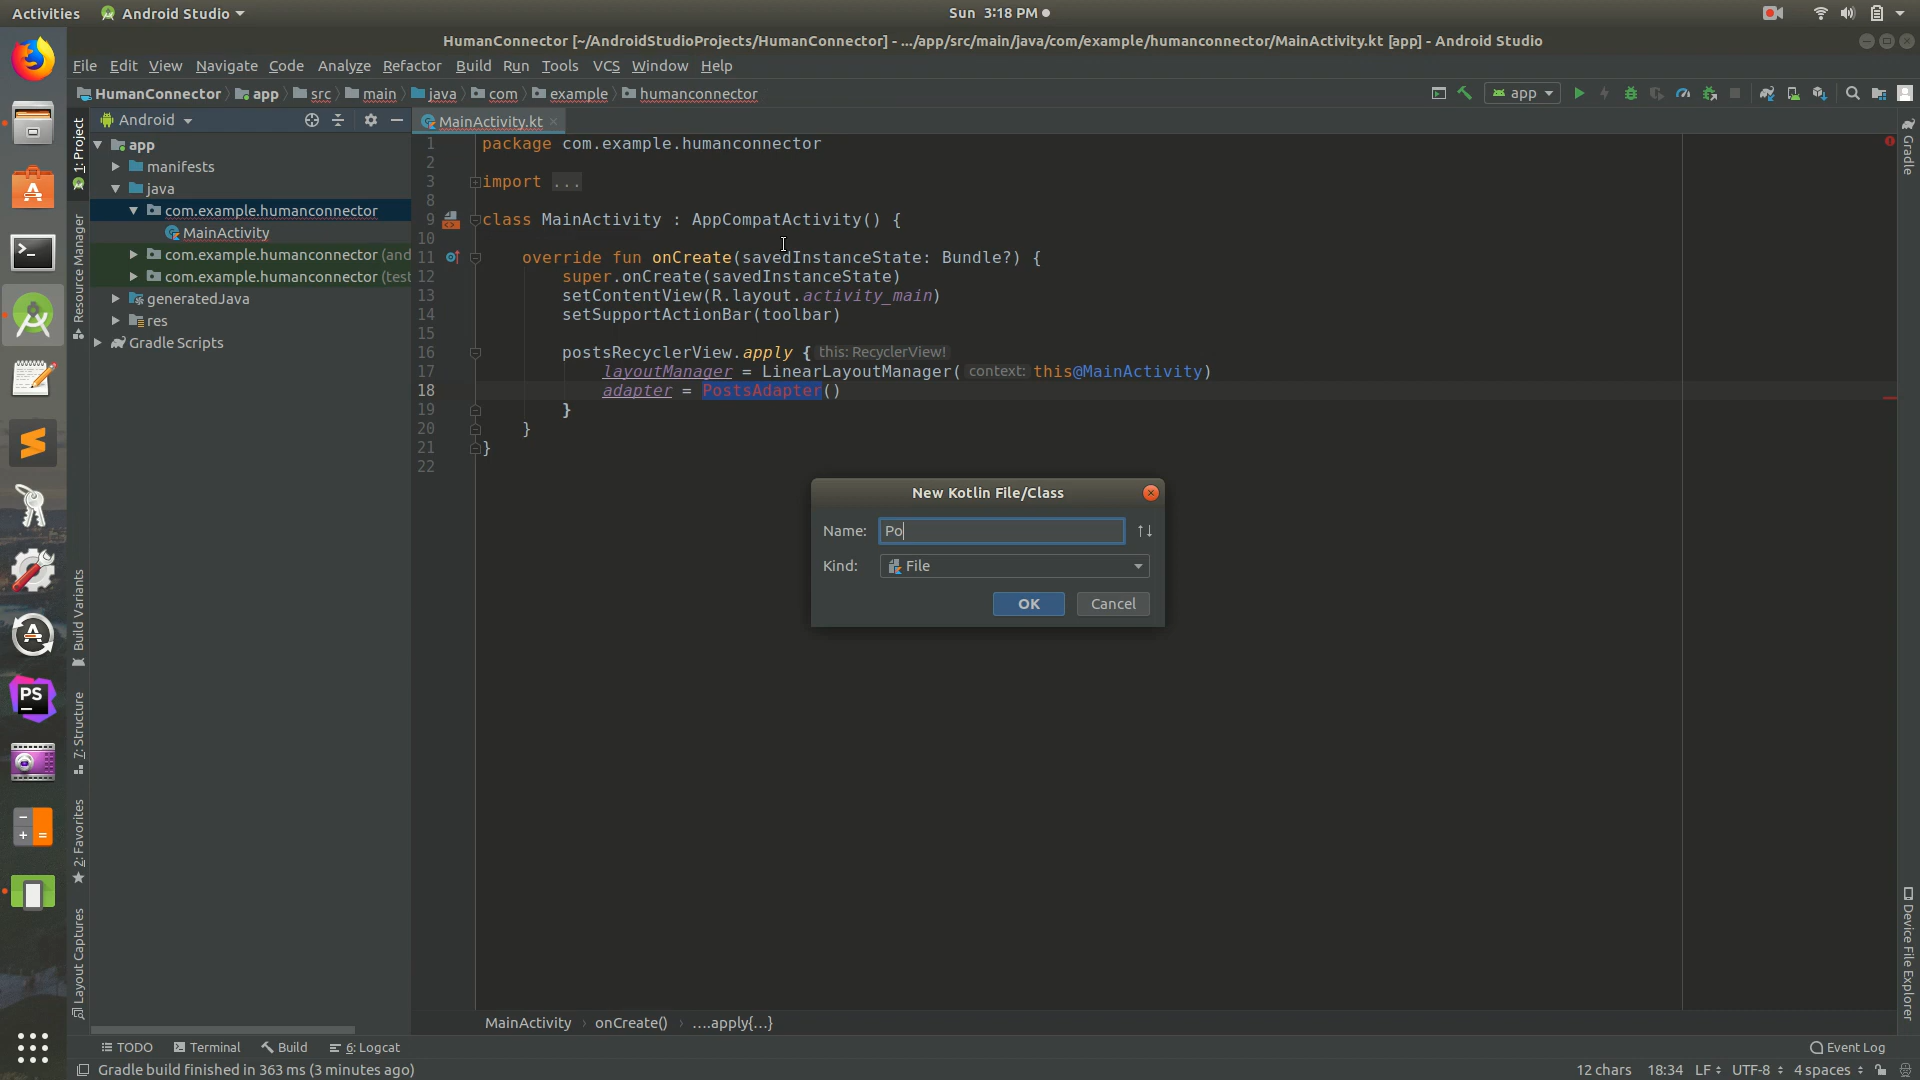 Activities Android Studio Sun 3:18 PM
HumanConnector [~/AndroidStudioProjects/HumanConnector] - .../app/src/main/java/com/example/humanconnector/MainActivity.kt [app] - Android Studio
File Edit View Navigate Code Analyze Refactor Build Run Tools VCS Window Help
HumanConnector app src main java com example humanconnector app
Android
MainActivity.kt
1: Project
Resource Manager
Build Variants
7: Structure
2: Favorites
Layout Captures
app
manifests
java
com.example.humanconnector
MainActivity
com.example.humanconnector (and
com.example.humanconnector (test
generatedJava
res
Gradle Scripts
1 package com.example.humanconnector
2
3 import ...
8
9 class MainActivity : AppCompatActivity() {
10
11 override fun onCreate(savedInstanceState: Bundle?) {
12 super.onCreate(savedInstanceState)
13 setContentView(R.layout.activity_main)
14 setSupportActionBar(toolbar)
15
16 postsRecyclerView.apply { this: RecyclerView!
17 layoutManager = LinearLayoutManager( context: this@MainActivity)
18 adapter = PostsAdapter()
19 }
20 }
21 }
22
New Kotlin File/Class
Name: Po
Kind: File
OK Cancel
Gradle
Device File Explorer
PS
MainActivity › onCreate() › ....apply{...}
TODO Terminal Build 6: Logcat Event Log
Gradle build finished in 363 ms (3 minutes ago) 12 chars 18:34 LF UTF-8 4 spaces